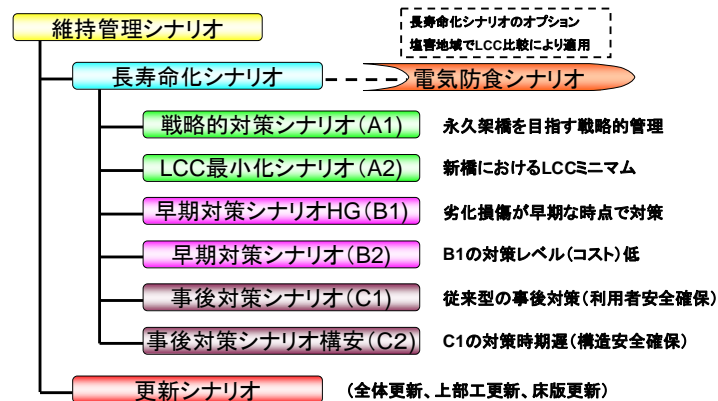 維持管理シナリオ
長寿命化シナリオのオプション
塩害地域でLCC比較により適用
長寿命化シナリオ
電気防食シナリオ
戦略的対策シナリオ(A1)
永久架橋を目指す戦略的管理
LCC最小化シナリオ(A2)
新橋におけるLCCミニマム
早期対策シナリオHG(B1)
劣化損傷が早期な時点で対策
早期対策シナリオ(B2)
B1の対策レベル(コスト)低
事後対策シナリオ(C1)
従来型の事後対策(利用者安全確保)
事後対策シナリオ構安(C2)
C1の対策時期遅(構造安全確保)
更新シナリオ
(全体更新、上部工更新、床版更新)